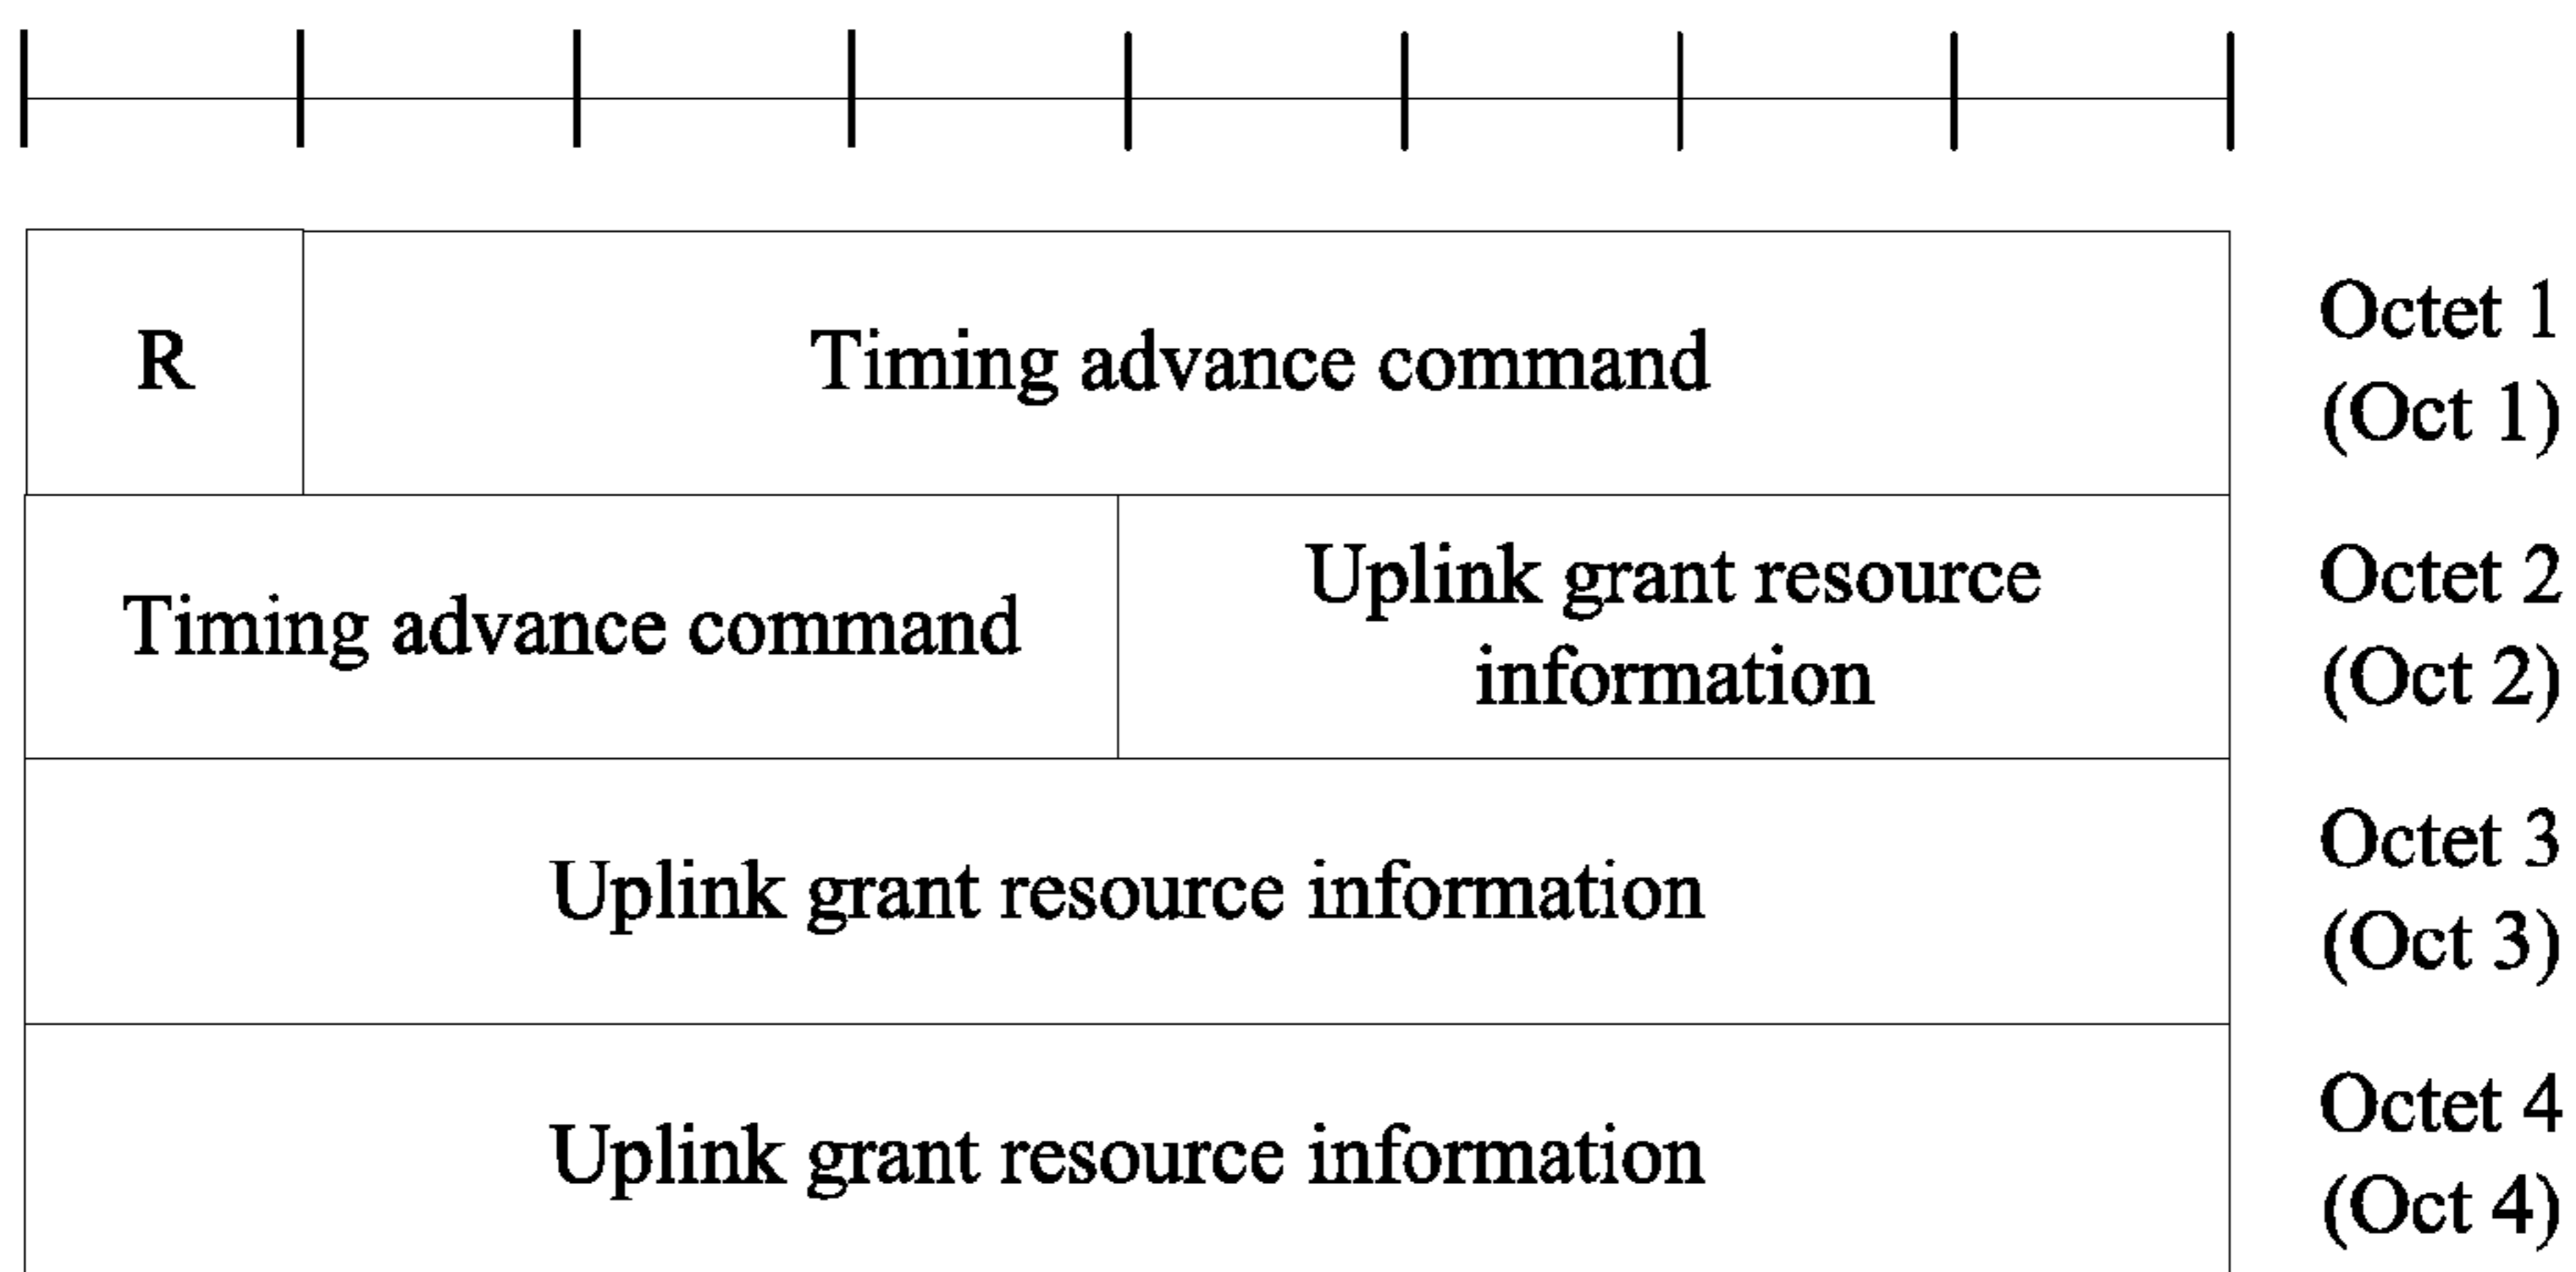 R
Timing advance command
Octet 1
(Oct 1)
Timing advance command
Uplink grant resource
information
Octet 2
(Oct 2)
Uplink grant resource information
Octet 3
(Oct 3)
Uplink grant resource information
Octet 4
(Oct 4)